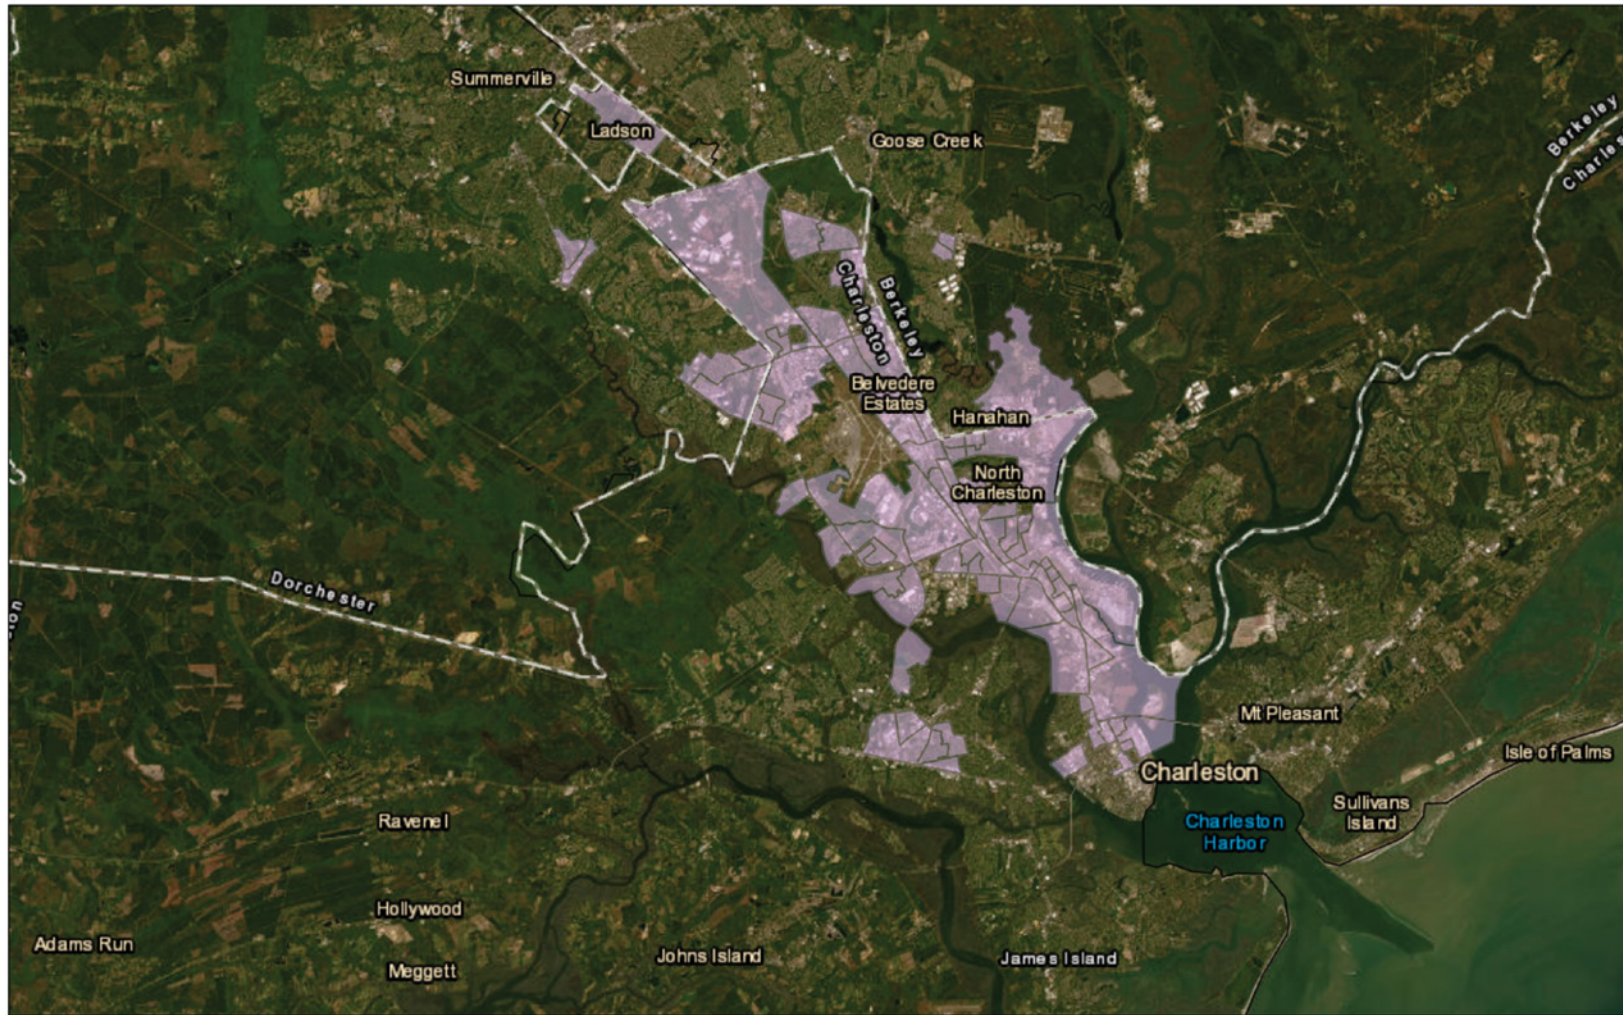 Summerville
Ladson
Goose Creek
Berkeley
Charles
Berkeley
Charleston
Belvedere
Estates
Hanahan
North
Charleston
Dorchester
ston
Mt Pleasant
Isle of Palms
Charleston
Sullivans
Island
Charleston
Harbor
Ravenel
Hollywood
Adams Run
Meggett
Johns Island
James Island